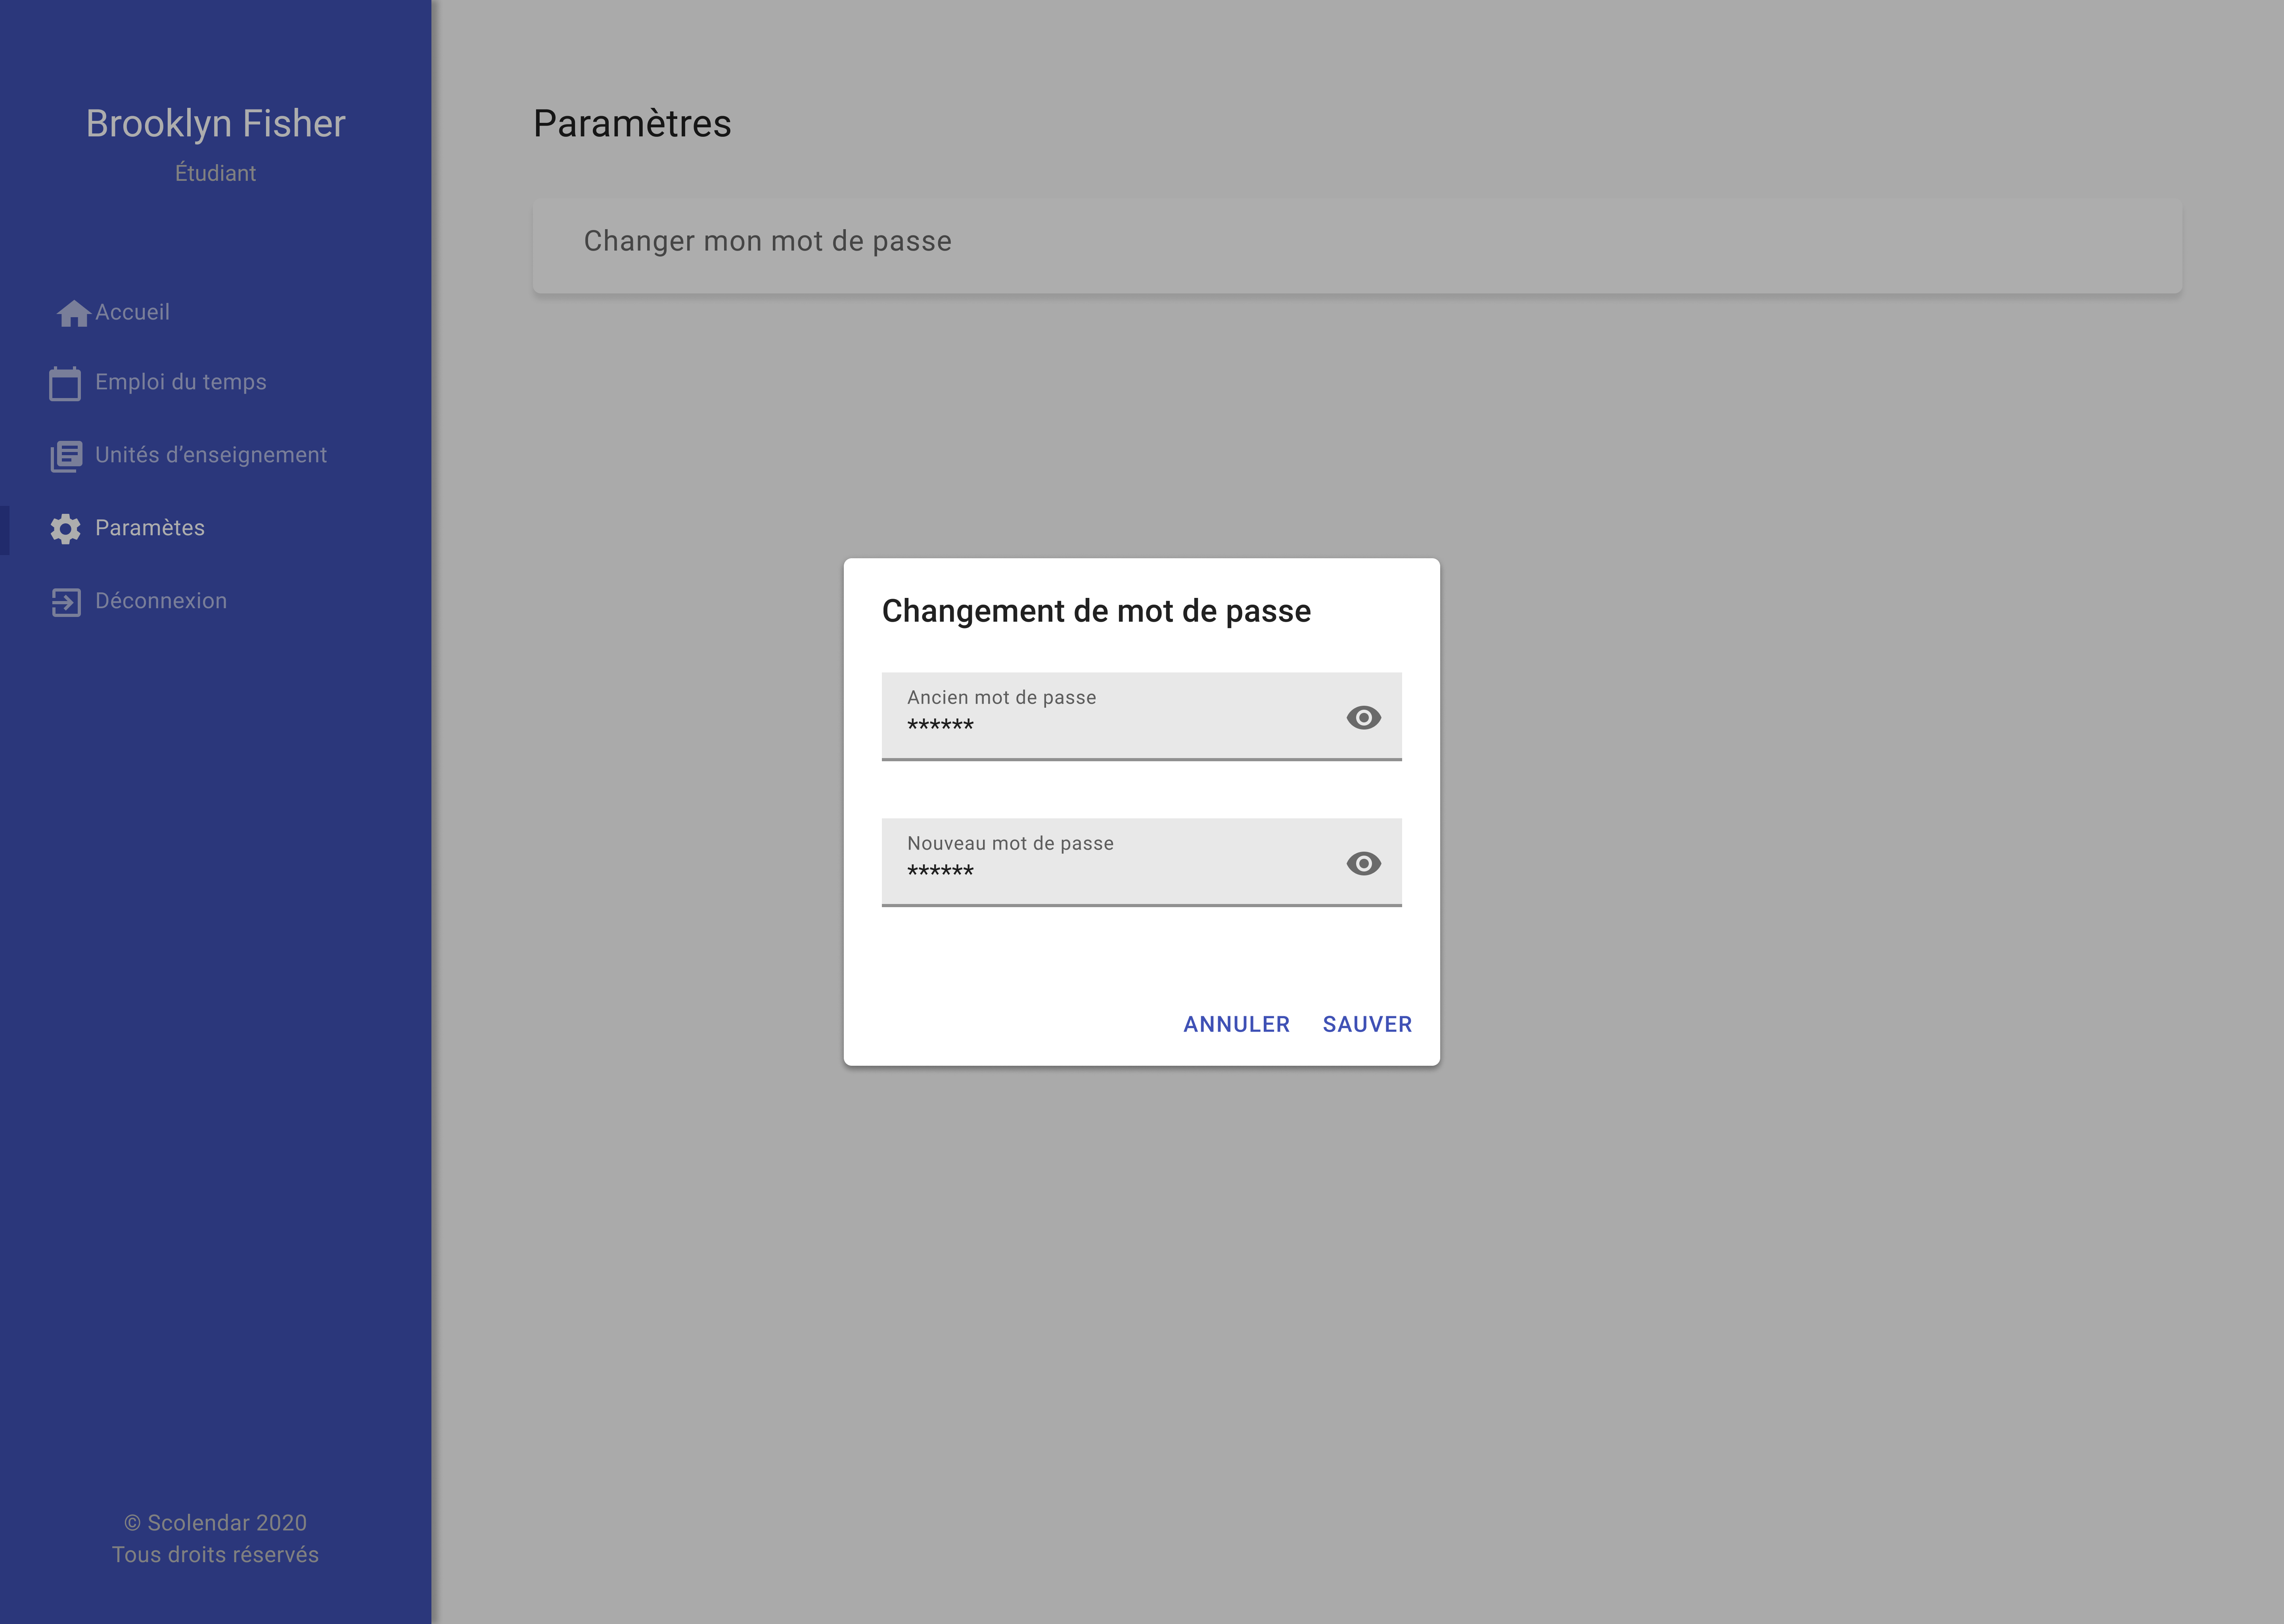 Brooklyn Fisher
Étudiant
Accueil
Emploi du temps
Unités d’enseignement
Paramètes
Déconnexion
© Scolendar 2020
Tous droits réservés
Paramètres
Changer mon mot de passe
Changement de mot de passe
Ancien mot de passe
******
Nouveau mot de passe
******
ANNULER SAUVER